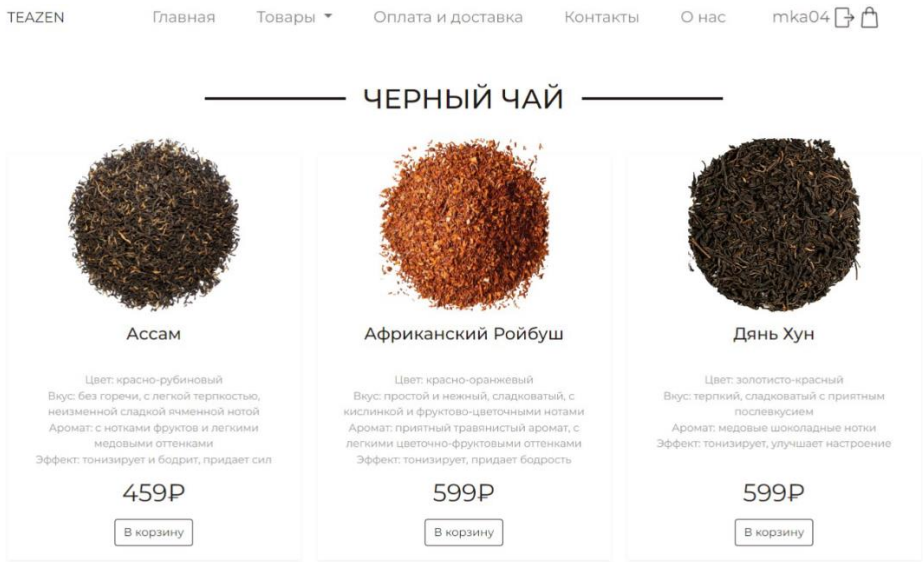 TEAZEN Главная Товары Оплата и доставка Контакты О нас mka04
ЧЕРНЫЙ ЧАЙ
Ассам
Цвет: красно-рубиновый
Вкус: без горечи, с легкой терпкостью,
неизменной сладкой ячменной нотой
Аромат: с нотками фруктов и легкими
медовыми оттенками
Эффект: тонизирует и бодрит, придает сил
459₽
В корзину
Африканский Ройбуш
Цвет: красно-оранжевый
Вкус: простой и нежный, сладковатый, с
кислинкой и фруктово-цветочными нотами
Аромат: приятный травянистый аромат, с
легкими цветочно-фруктовыми оттенками
Эффект: тонизирует, придает бодрость
599₽
В корзину
Дянь Хун
Цвет: золотисто-красный
Вкус: терпкий, сладковатый с приятным
послевкусием
Аромат: медовые шоколадные нотки
Эффект: тонизирует, улучшает настроение
599₽
В корзину